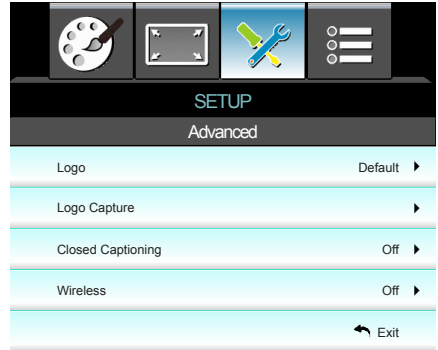 SETUP
Advanced
Logo Default
Logo Capture
Closed Captioning Off
Wireless Off
Exit